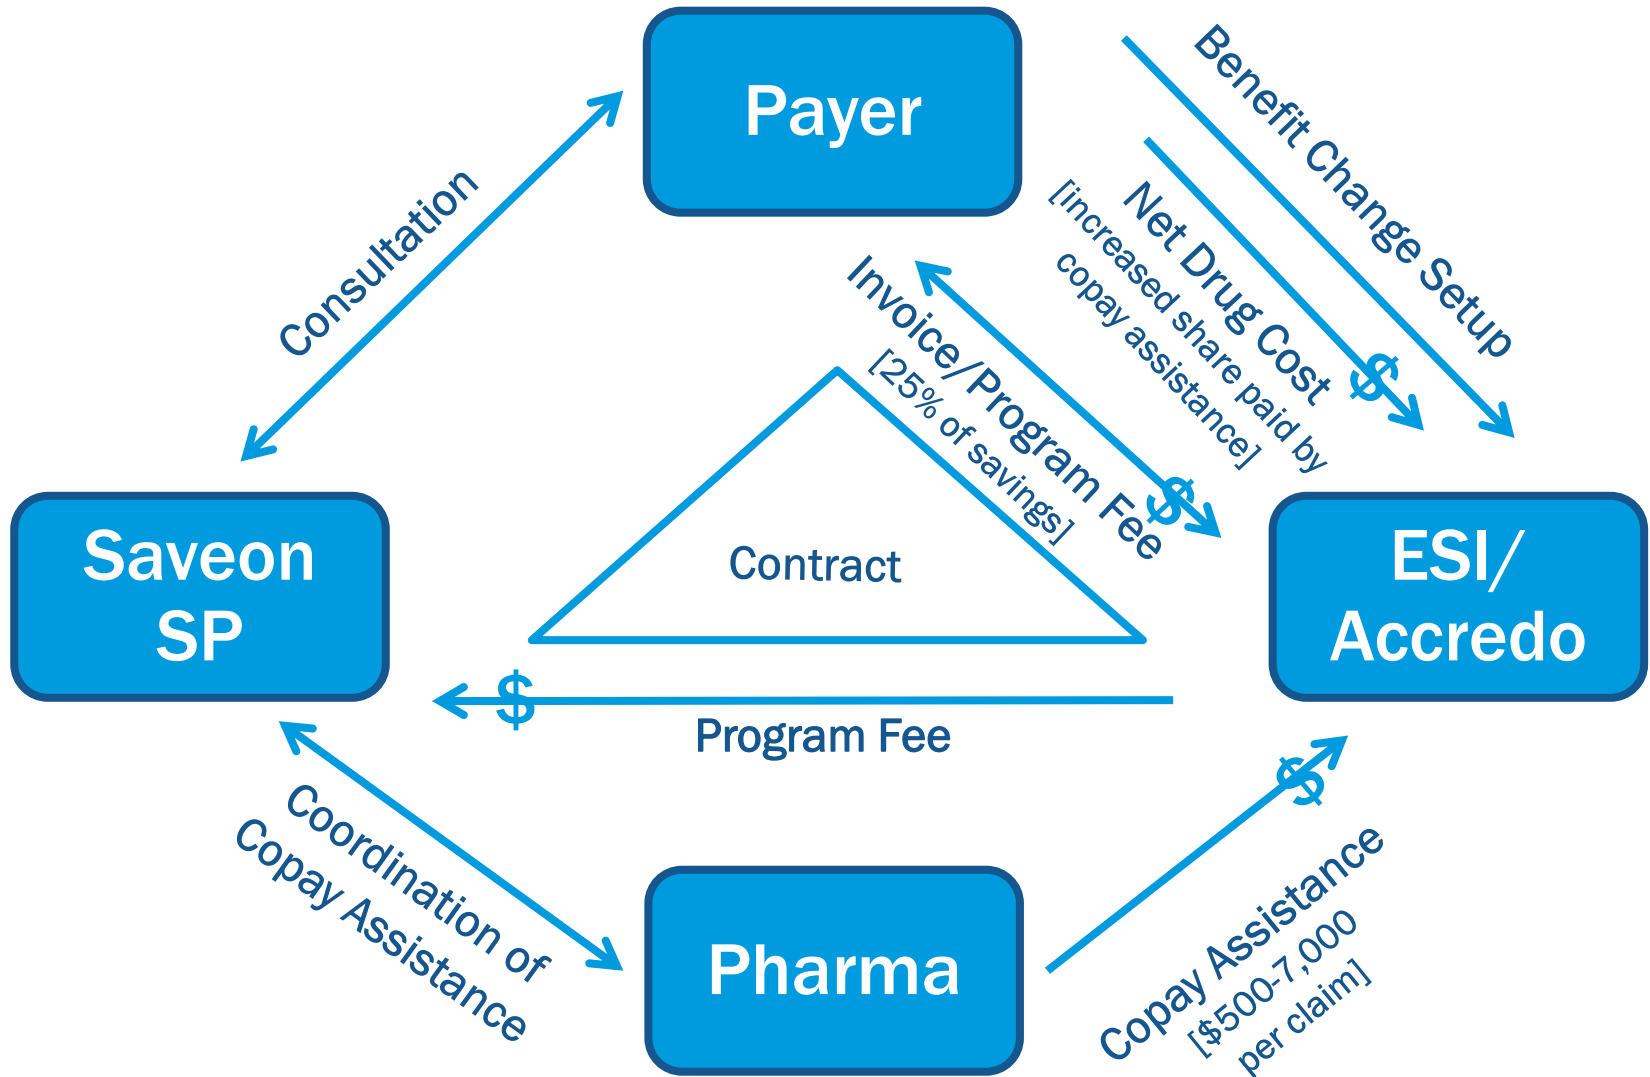 Payer
Benefit Change Setup
Net Drug Cost
[increased share paid by
copay assistance]
Consultation
Invoice/Program Fee
[25% of savings]
$
$
Saveon
SP
Contract
ESI/
Accredo
$
Program Fee
$
Coordination of
Copay Assistance
Pharma
Copay Assistance
[$500-7,000
per claim]